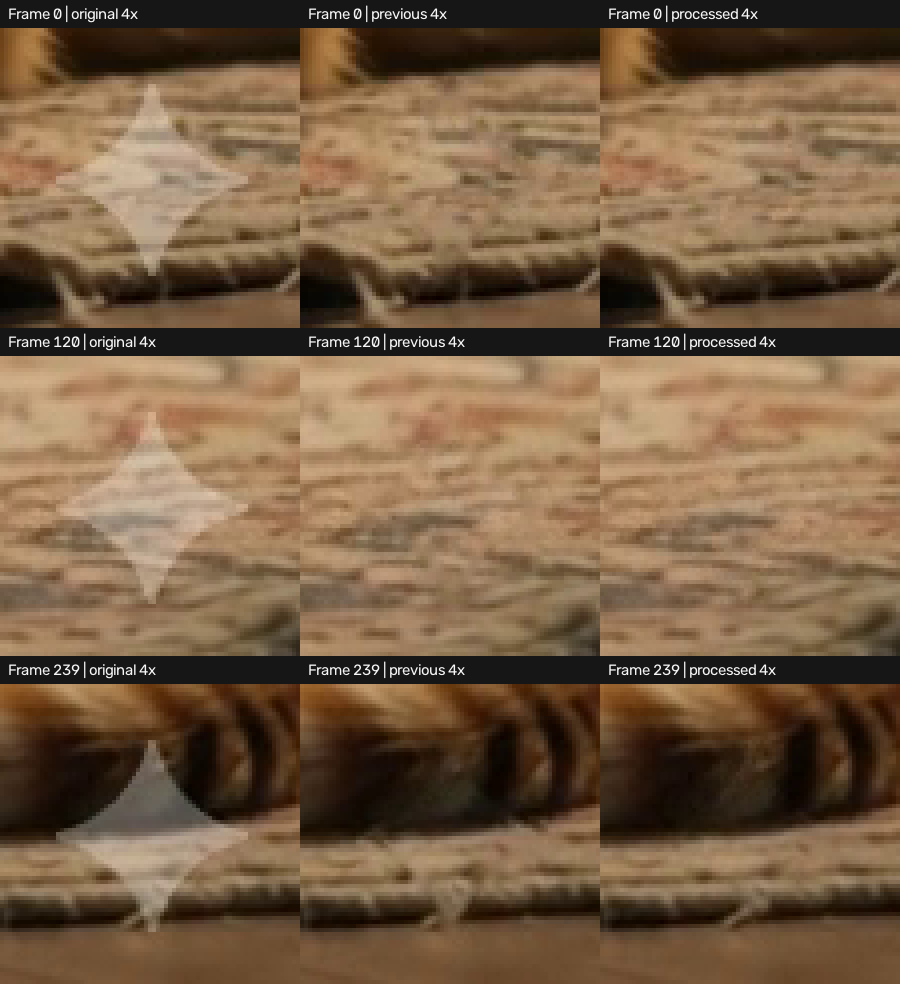 Frame 0 | original 4x
Frame 0 | previous 4x
Frame 0 | processed 4x
Frame 120 | original 4x
Frame 120 | previous 4x
Frame 120 | processed 4x
Frame 239 | original 4x
Frame 239 | previous 4x
Frame 239 | processed 4x